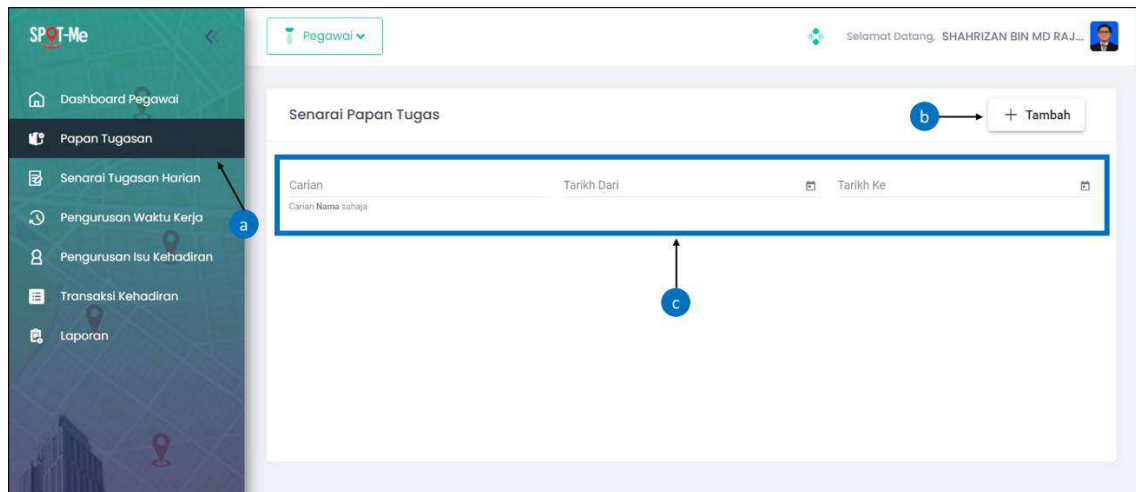 SPOT-Me
Pegawai
Selamat Datang, SHAHRIZAN BIN MD RAJ...
Dashboard Pegawai
Papan Tugasan
Senarai Tugasan Harian
Pengurusan Waktu Kerja
Pengurusan Isu Kehadiran
Transaksi Kehadiran
Laporan
a
Senarai Papan Tugas
b
+ Tambah
Carian
Tarikh Dari
Tarikh Ke
Carian Nama sahaja
c